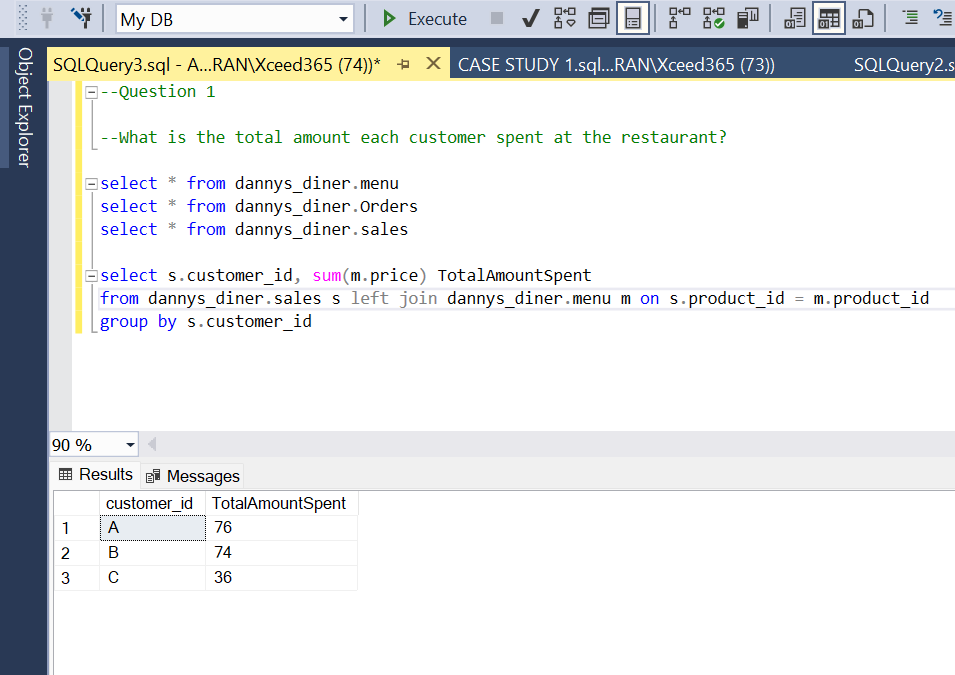 My DB
Execute
Object Explorer
SQLQuery3.sql - A...RAN\Xceed365 (74))*
CASE STUDY 1.sql...RAN\Xceed365 (73))
SQLQuery2.s
--Question 1
--What is the total amount each customer spent at the restaurant?
select * from dannys_diner.menu
select * from dannys_diner.Orders
select * from dannys_diner.sales
select s.customer_id, sum(m.price) TotalAmountSpent
from dannys_diner.sales s left join dannys_diner.menu m on s.product_id = m.product_id
group by s.customer_id
90 %
Results
Messages
customer_id TotalAmountSpent
1 A 76
2 B 74
3 C 36